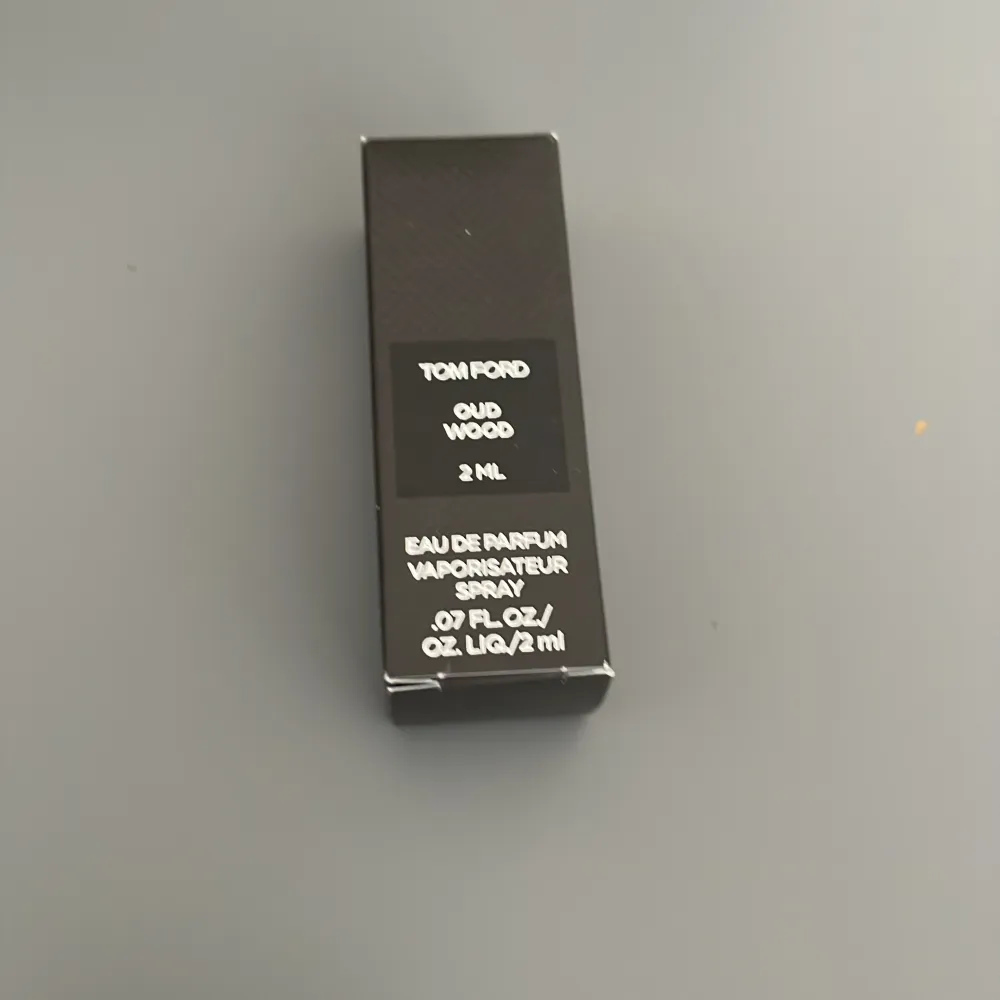 TOM FORD
OUD
WOOD
2 ML
EAU DE PARFUM
VAPORISATEUR
SPRAY
.07 FL. OZ./
OZ. LIQ./2 ml